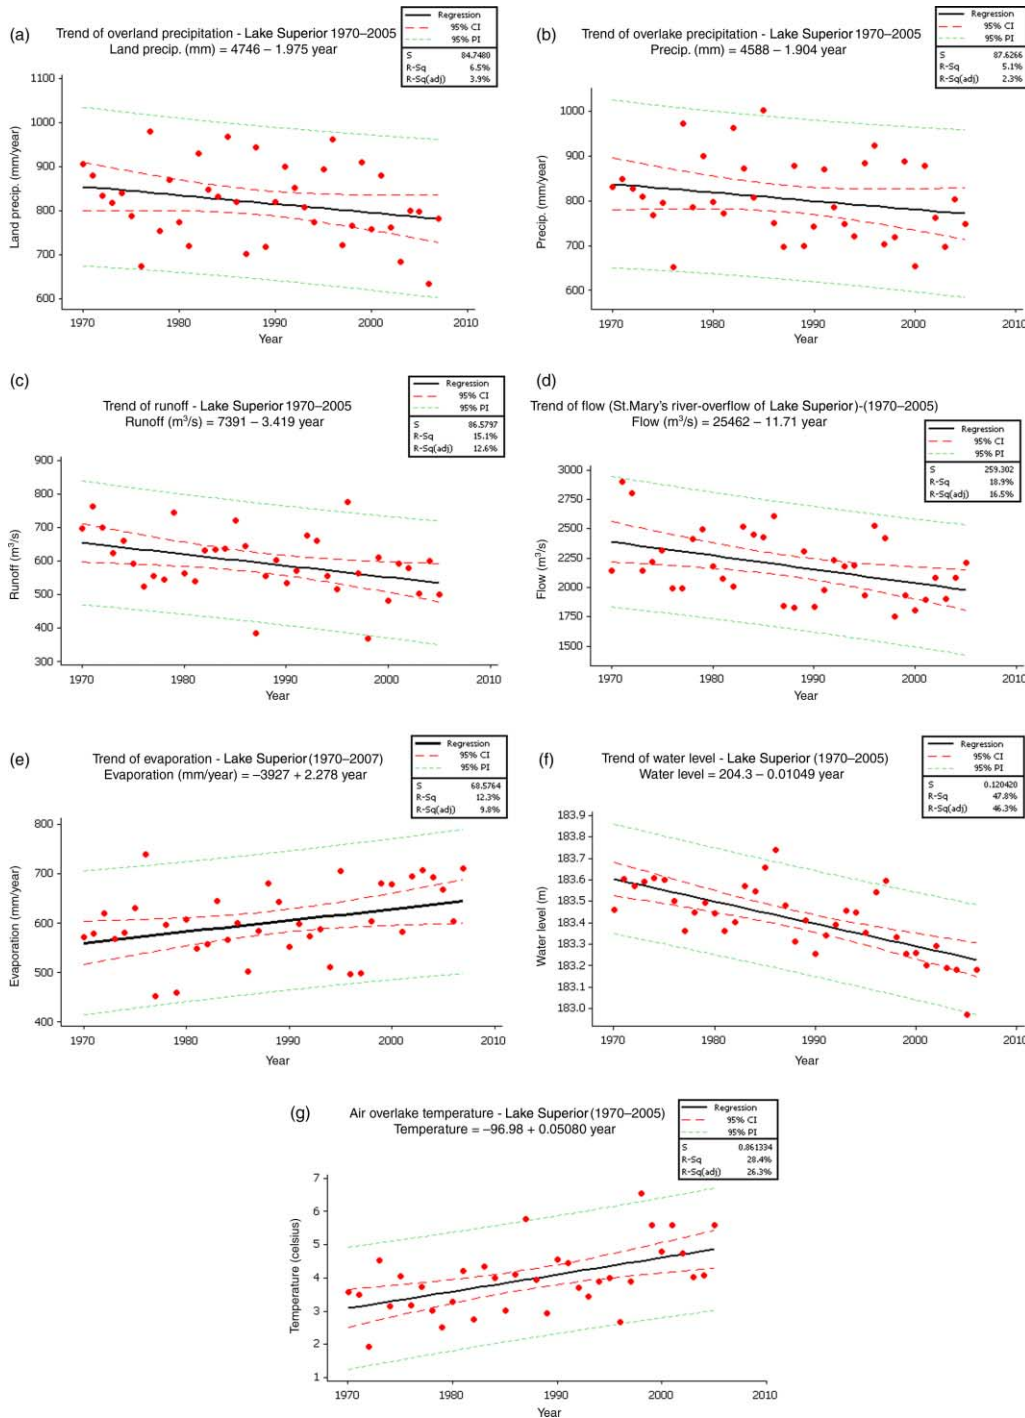 (a)
Trend of overland precipitation - Lake Superior 1970–2005
Land precip. (mm) = 4746 – 1.975 year
Regression
95% CI
95% PI
S 84.7480
R-Sq 6.5%
R-Sq(adj) 3.9%
1100
1000
900
800
700
600
Land precip. (mm/year)
1970 1980 1990 2000 2010
Year
(b)
Trend of overlake precipitation - Lake Superior 1970–2005
Precip. (mm) = 4588 – 1.904 year
Regression
95% CI
95% PI
S 87.6266
R-Sq 5.1%
R-Sq(adj) 2.3%
1000
900
800
700
600
Precip. (mm/year)
1970 1980 1990 2000 2010
Year
(c)
Trend of runoff - Lake Superior 1970–2005
Runoff (m³/s) = 7391 – 3.419 year
Regression
95% CI
95% PI
S 86.5797
R-Sq 15.1%
R-Sq(adj) 12.6%
900
800
700
600
500
400
300
Runoff (m³/s)
1970 1980 1990 2000 2010
Year
(d)
Trend of flow (St.Mary's river-overflow of Lake Superior)-(1970–2005)
Flow (m³/s) = 25462 – 11.71 year
Regression
95% CI
95% PI
S 259.302
R-Sq 18.9%
R-Sq(adj) 16.5%
3000
2750
2500
2250
2000
1750
1500
Flow (m³/s)
1970 1980 1990 2000 2010
Year
(e)
Trend of evaporation - Lake Superior (1970–2007)
Evaporation (mm/year) = –3927 + 2.278 year
Regression
95% CI
95% PI
S 68.5764
R-Sq 12.3%
R-Sq(adj) 9.8%
800
700
600
500
400
Evaporation (mm/year)
1970 1980 1990 2000 2010
Year
(f)
Trend of water level - Lake Superior (1970–2005)
Water level = 204.3 – 0.01049 year
Regression
95% CI
95% PI
S 0.120420
R-Sq 47.8%
R-Sq(adj) 46.3%
183.9
183.8
183.7
183.6
183.5
183.4
183.3
183.2
183.1
183.0
Water level (m)
1970 1980 1990 2000 2010
Year
(g)
Air overlake temperature - Lake Superior (1970–2005)
Temperature = –96.98 + 0.05080 year
Regression
95% CI
95% PI
S 0.861334
R-Sq 28.4%
R-Sq(adj) 26.3%
7
6
5
4
3
2
1
Temperature (celsius)
1970 1980 1990 2000 2010
Year